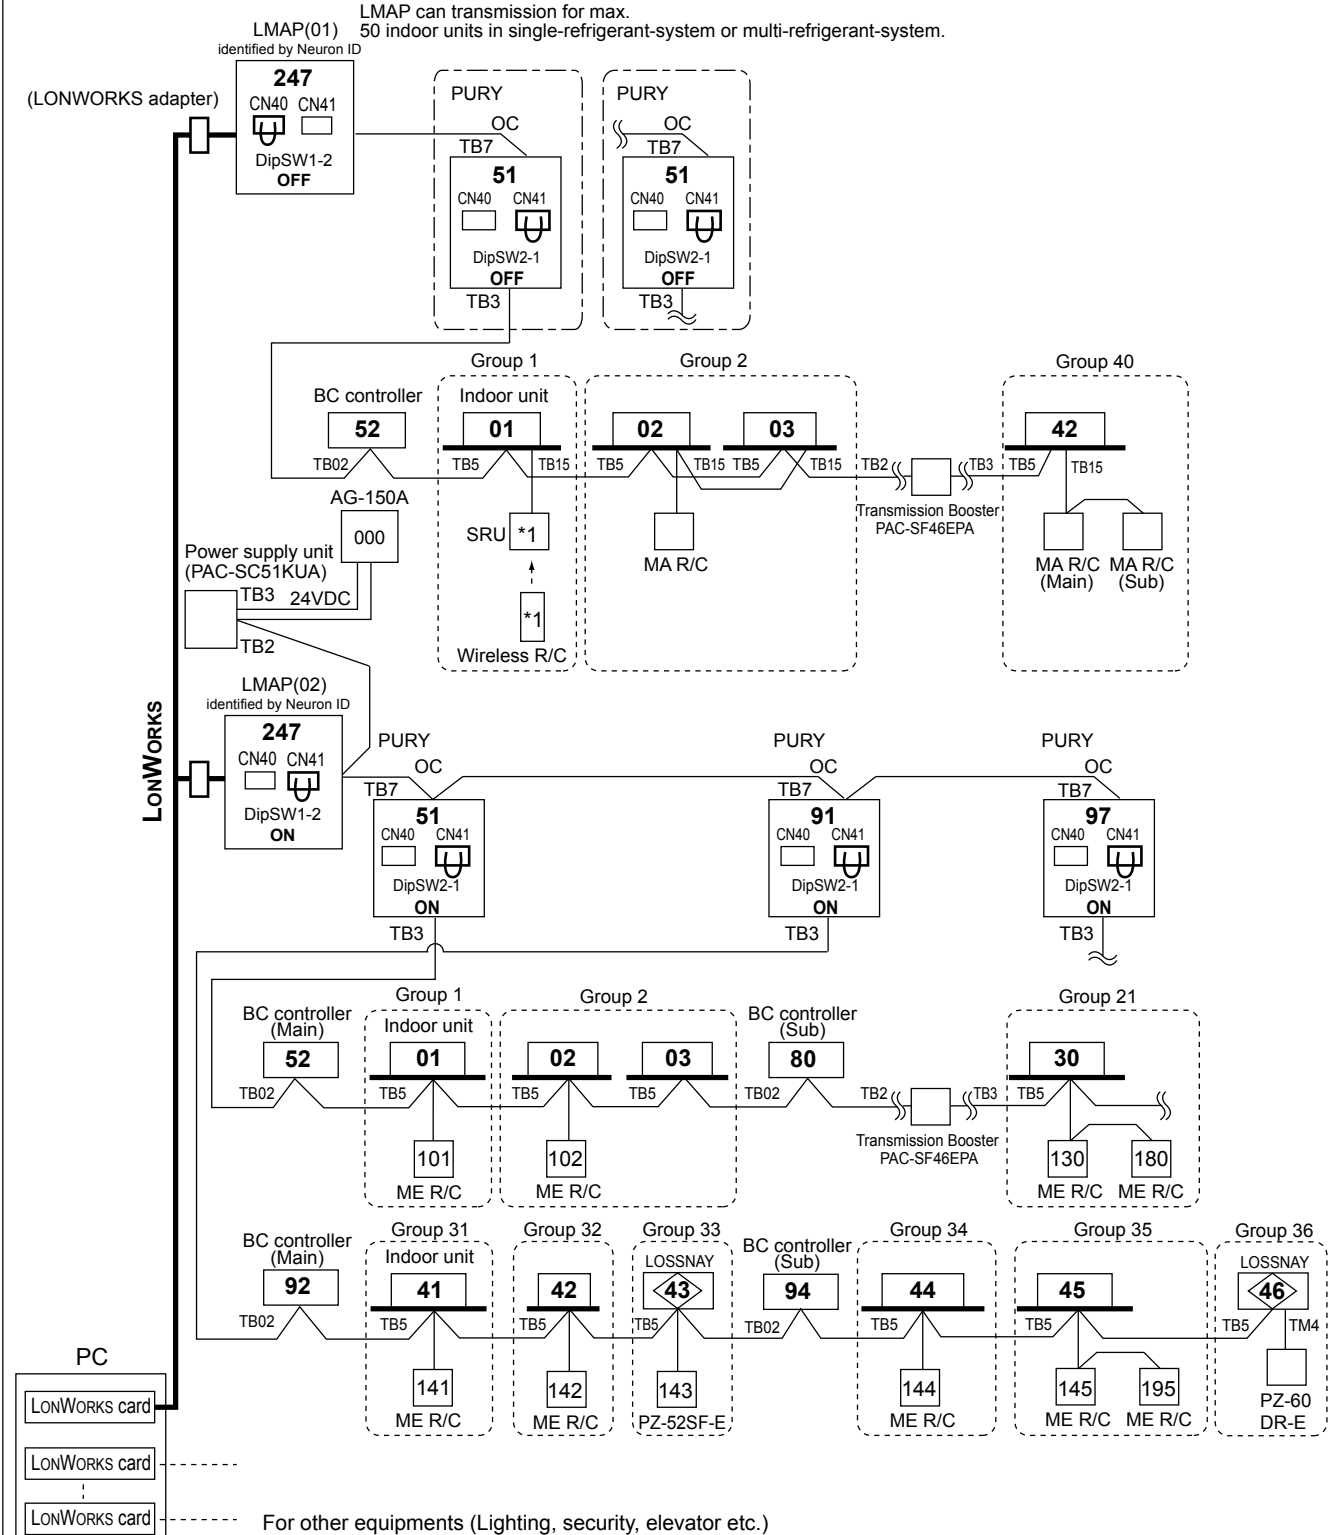 LMAP can transmission for max.
50 indoor units in single-refrigerant-system or multi-refrigerant-system.
LMAP(01)
identified by Neuron ID
247
CN40 CN41
DipSW1-2
OFF
(LONWORKS adapter)
PURY
OC
TB7
51
CN40 CN41
DipSW2-1
OFF
TB3
PURY
OC
TB7
51
CN40 CN41
DipSW2-1
OFF
TB3
BC controller
52
TB02
Group 1
Indoor unit
01
TB5 TB15
SRU *1
*1
Wireless R/C
Group 2
02
TB5 TB15
03
TB5 TB15
MA R/C
TB2 TB3
Transmission Booster
PAC-SF46EPA
Group 40
42
TB5 TB15
MA R/C
(Main)
MA R/C
(Sub)
AG-150A
000
Power supply unit
(PAC-SC51KUA)
TB3 24VDC
TB2
LONWORKS
LMAP(02)
identified by Neuron ID
247
CN40 CN41
DipSW1-2
ON
PURY
OC
TB7
51
CN40 CN41
DipSW2-1
ON
TB3
PURY
OC
TB7
91
CN40 CN41
DipSW2-1
ON
TB3
PURY
OC
TB7
97
CN40 CN41
DipSW2-1
ON
TB3
BC controller
(Main)
52
TB02
Group 1
Indoor unit
01
TB5
101
ME R/C
Group 2
02
TB5
03
TB5
102
ME R/C
BC controller
(Sub)
80
TB02
TB2 TB3
Transmission Booster
PAC-SF46EPA
Group 21
30
TB5
130 180
ME R/C ME R/C
BC controller
(Main)
92
TB02
Group 31
Indoor unit
41
TB5
141
ME R/C
Group 32
42
TB5
142
ME R/C
Group 33
LOSSNAY
43
TB5
143
PZ-52SF-E
BC controller
(Sub)
94
TB02
Group 34
44
TB5
144
ME R/C
Group 35
45
TB5
145 195
ME R/C ME R/C
Group 36
LOSSNAY
46
TB5 TM4
PZ-60
DR-E
PC
LONWORKS card
LONWORKS card
LONWORKS card
For other equipments (Lighting, security, elevator etc.)